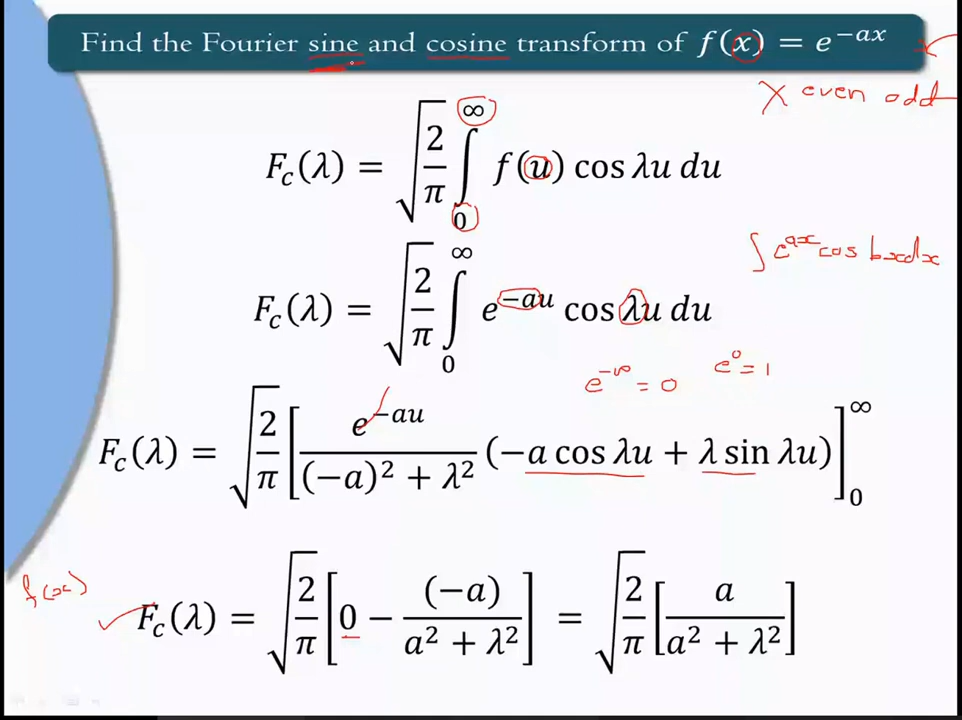 Find the Fourier sine and cosine transform of f(x) = e^{-ax}
X even odd
F_c(λ) = √(2/π) ∫_0^∞ f(u) cos λu du
∫ e^{ax} cos bx dx
F_c(λ) = √(2/π) ∫_0^∞ e^{-au} cos λu du
e^{-∞} = 0 e^0 = 1
F_c(λ) = √(2/π) [ e^{-au} / ((-a)^2 + λ^2) (-a cos λu + λ sin λu) ]_0^∞
f(x)
F_c(λ) = √(2/π) [ 0 - (-a) / (a^2 + λ^2) ] = √(2/π) [ a / (a^2 + λ^2) ]